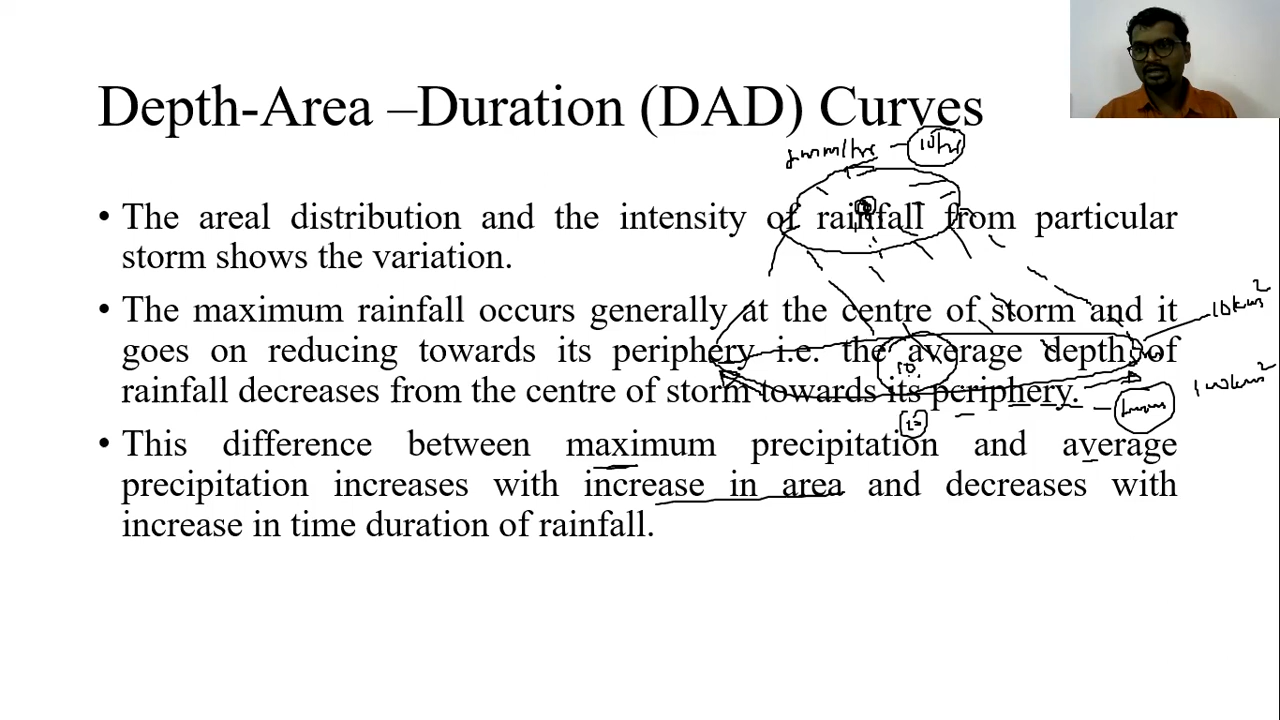 Depth-Area –Duration (DAD) Curves
10hr
• The areal distribution and the intensity of rainfall from particular
storm shows the variation.
10km²
• The maximum rainfall occurs generally at the centre of storm and it
goes on reducing towards its periphery i.e. the average depth of
10
rainfall decreases from the centre of storm towards its periphery.
• This difference between maximum precipitation and average
precipitation increases with increase in area and decreases with
increase in time duration of rainfall.